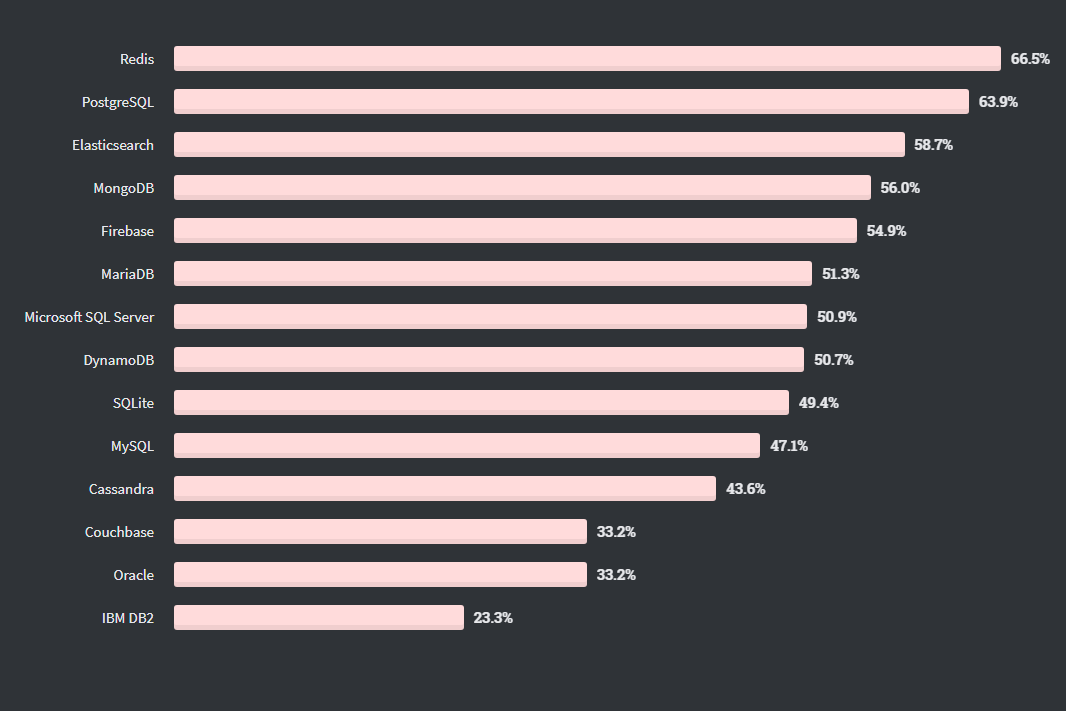 Redis 66.5%
PostgreSQL 63.9%
Elasticsearch 58.7%
MongoDB 56.0%
Firebase 54.9%
MariaDB 51.3%
Microsoft SQL Server 50.9%
DynamoDB 50.7%
SQLite 49.4%
MySQL 47.1%
Cassandra 43.6%
Couchbase 33.2%
Oracle 33.2%
IBM DB2 23.3%